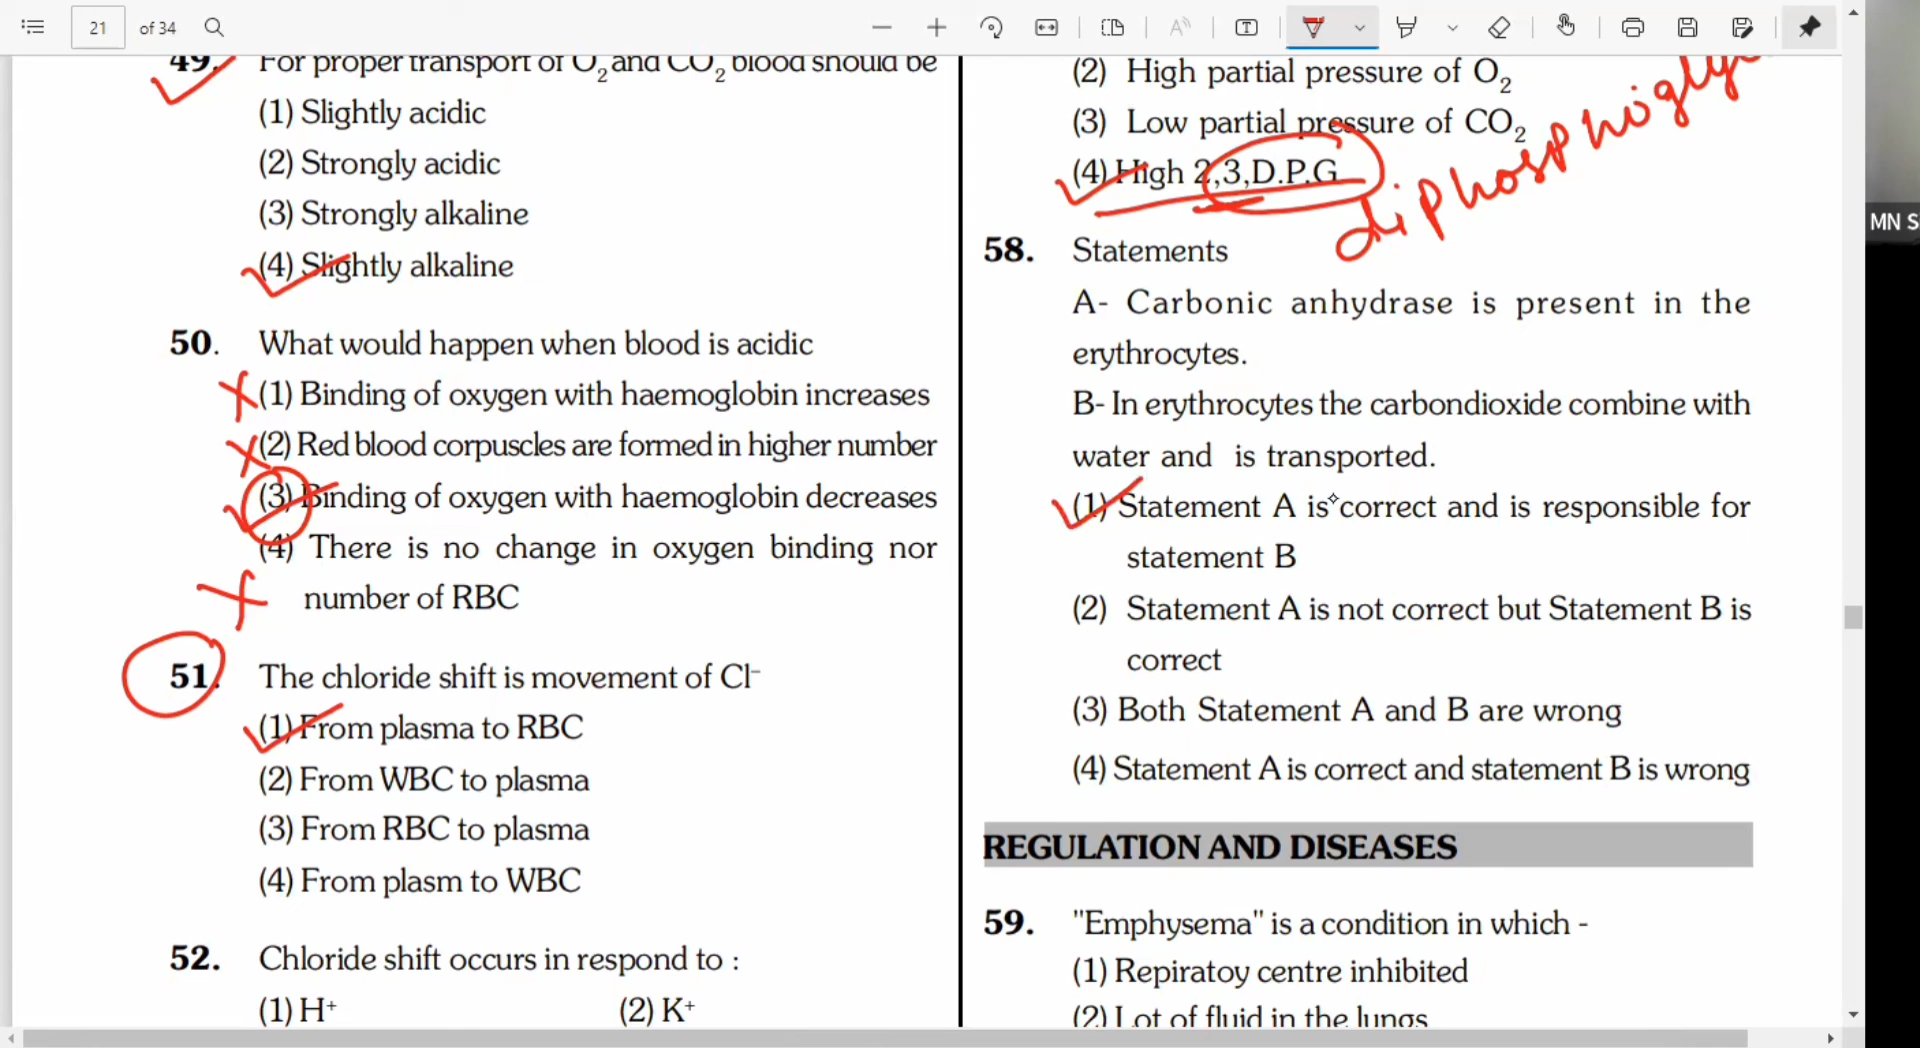 21 of 34
49. For proper transport of O2 and CO2 blood should be
(1) Slightly acidic
(2) Strongly acidic
(3) Strongly alkaline
(4) Slightly alkaline
50. What would happen when blood is acidic
(1) Binding of oxygen with haemoglobin increases
(2) Red blood corpuscles are formed in higher number
(3) Binding of oxygen with haemoglobin decreases
(4) There is no change in oxygen binding nor
number of RBC
51. The chloride shift is movement of Cl⁻
(1) From plasma to RBC
(2) From WBC to plasma
(3) From RBC to plasma
(4) From plasm to WBC
52. Chloride shift occurs in respond to :
(1) H⁺ (2) K⁺
(2) High partial pressure of O2
(3) Low partial pressure of CO2
(4) High 2,3,D.P.G.
diphosphogly
58. Statements
A- Carbonic anhydrase is present in the
erythrocytes.
B- In erythrocytes the carbondioxide combine with
water and is transported.
(1) Statement A is correct and is responsible for
statement B
(2) Statement A is not correct but Statement B is
correct
(3) Both Statement A and B are wrong
(4) Statement A is correct and statement B is wrong
REGULATION AND DISEASES
59. "Emphysema" is a condition in which -
(1) Repiratoy centre inhibited
(2) Lot of fluid in the lungs
MN S